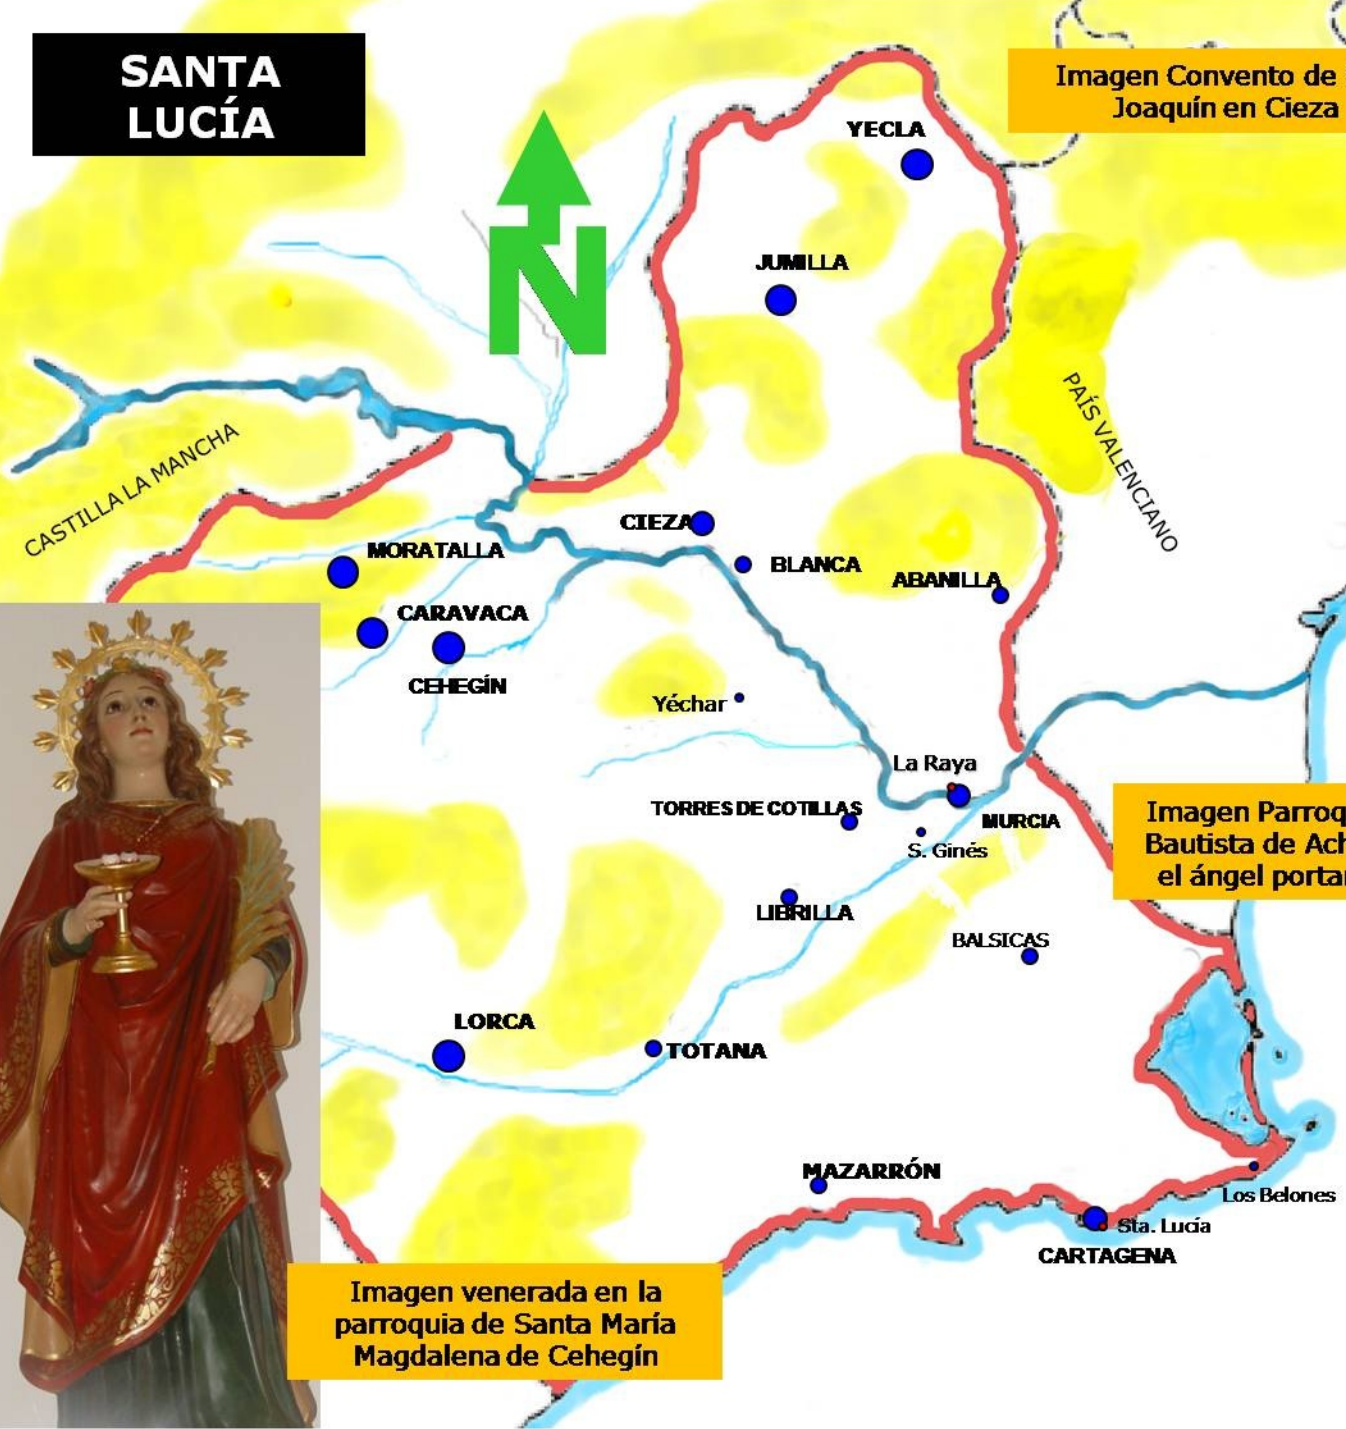 SANTA
LUCÍA
Imagen Convento de
Joaquín en Cieza
YECLA
N
JUMILLA
PAÍS VALENCIANO
CASTILLA LA MANCHA
CIEZA
MORATALLA
BLANCA
ABANILLA
CARAVACA
CEHEGÍN
Yéchar
La Raya
TORRES DE COTILLAS
MURCIA
S. Ginés
Imagen Parroq
Bautista de Ach
el ángel porta
LIBRILLA
BALSICAS
LORCA
TOTANA
MAZARRÓN
Los Belones
Sta. Lucía
CARTAGENA
Imagen venerada en la
parroquia de Santa María
Magdalena de Cehegín